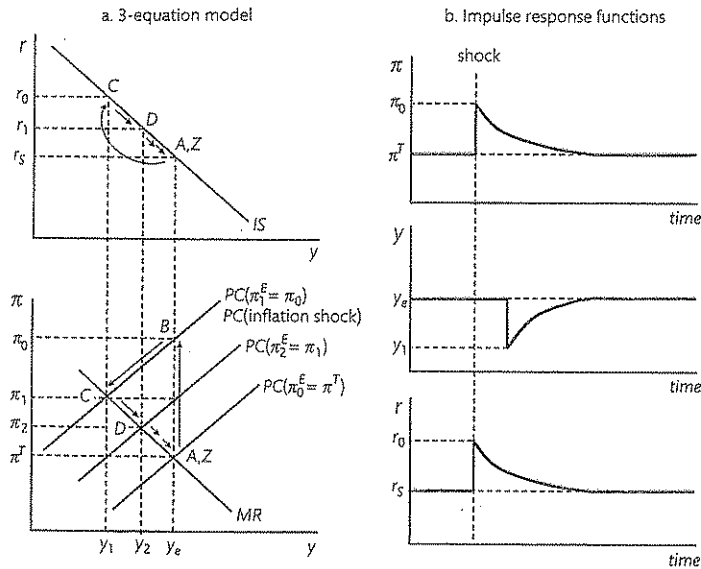 a. 3-equation model
r
r₀
r₁
rₛ
C
D
A,Z
IS
y
π
π₀
π₁
π₂
πᵀ
B
C
D
A,Z
PC(π₁ᴱ = π₀)
PC(inflation shock)
PC(π₂ᴱ = π₁)
PC(π₀ᴱ = πᵀ)
MR
y₁ y₂ yₑ y
b. Impulse response functions
shock
π
π₀
πᵀ
time
y
yₑ
y₁
time
r
r₀
rₛ
time